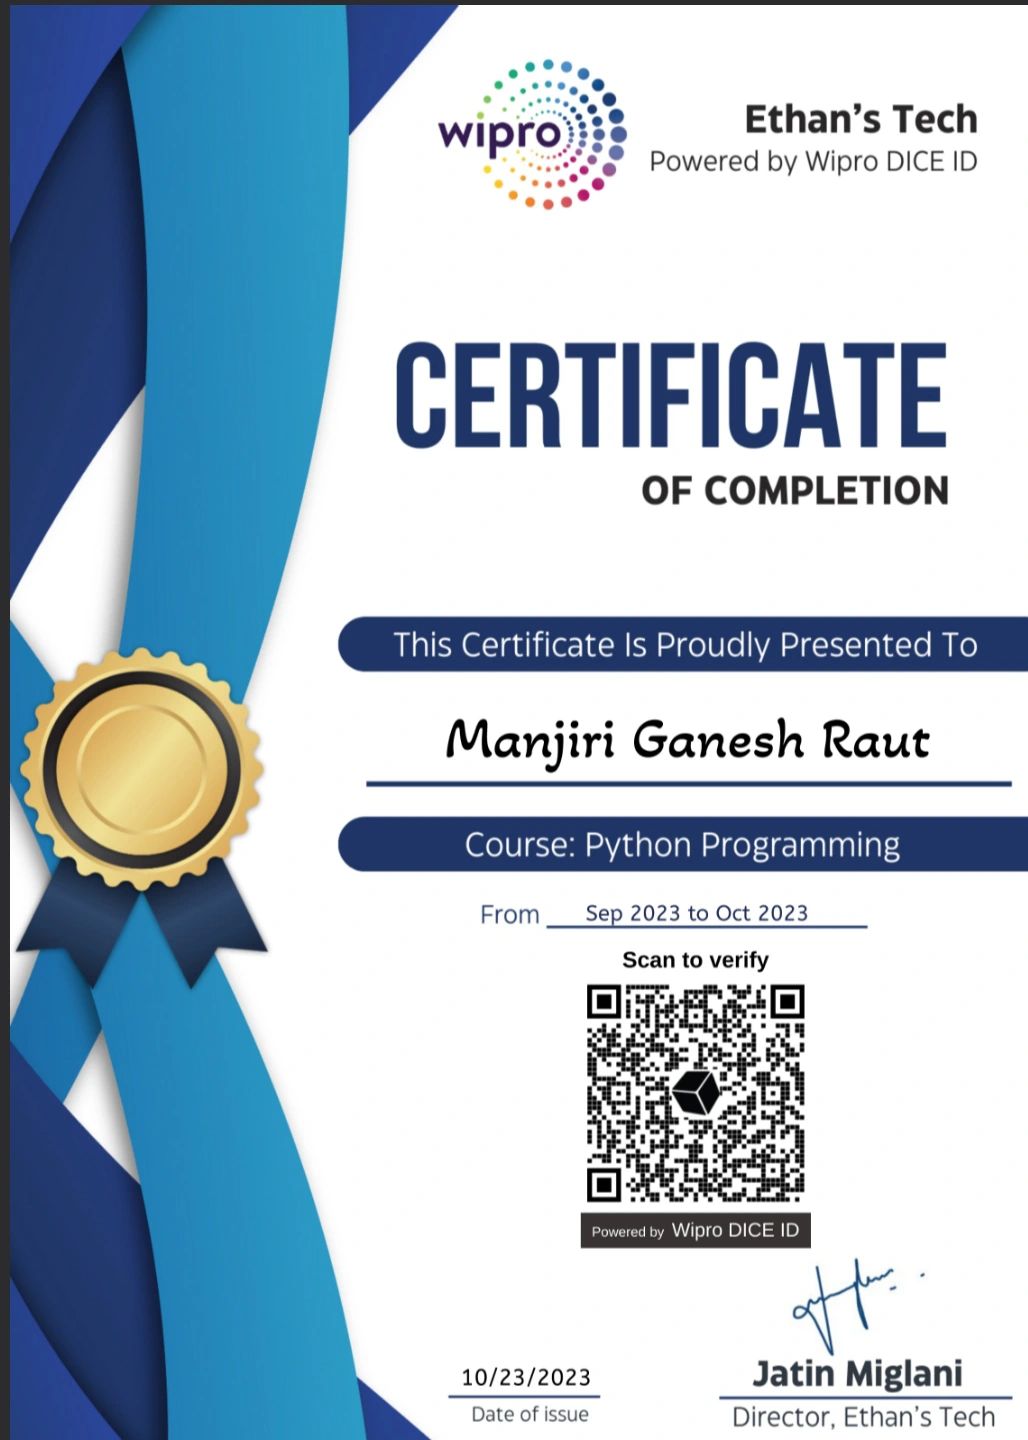 wipro
Ethan's Tech
Powered by Wipro DICE ID
CERTIFICATE
OF COMPLETION
This Certificate Is Proudly Presented To
Manjiri Ganesh Raut
Course: Python Programming
From Sep 2023 to Oct 2023
Scan to verify
Powered by Wipro DICE ID
10/23/2023
Date of issue
Jatin Miglani
Director, Ethan's Tech